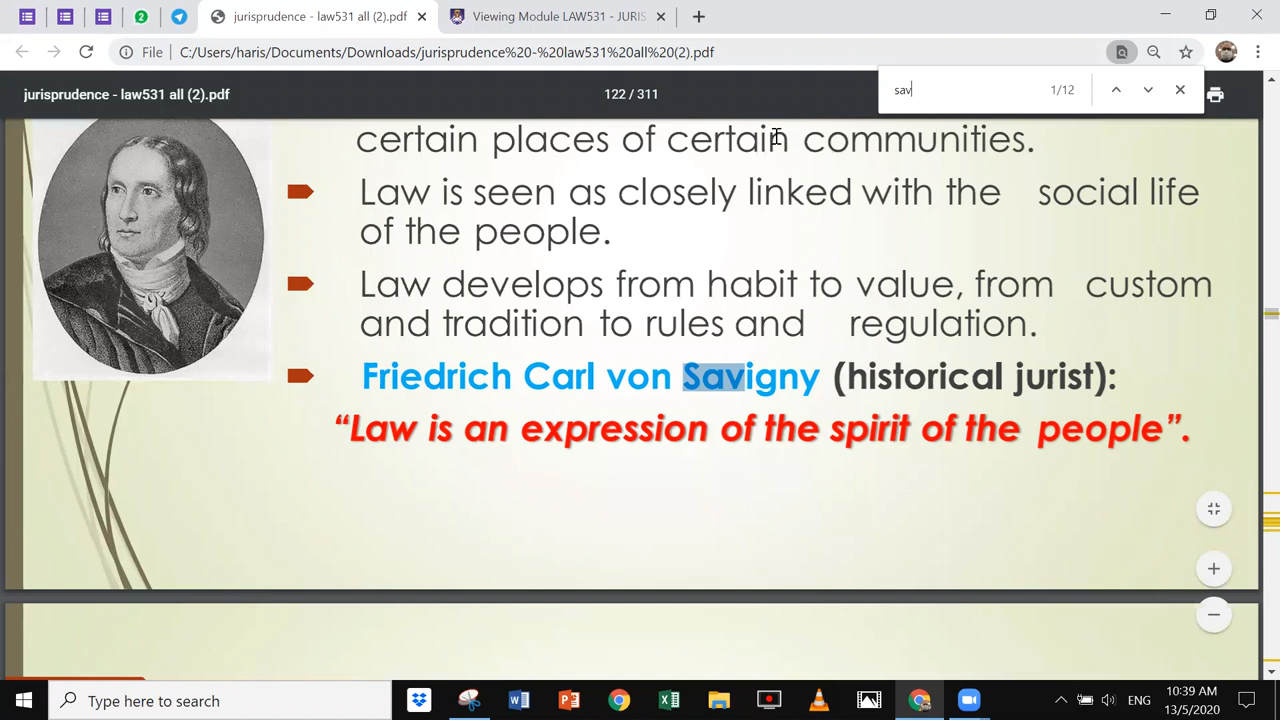 jurisprudence - law531 all (2).pdf
Viewing Module LAW531 - JURIS
File
C:/Users/haris/Documents/Downloads/jurisprudence%20-%20law531%20all%20(2).pdf
sav
1/12
jurisprudence - law531 all (2).pdf
122 / 311
certain places of certain communities.
Law is seen as closely linked with the social life
of the people.
Law develops from habit to value, from custom
and tradition to rules and regulation.
Friedrich Carl von Savigny (historical jurist):
“Law is an expression of the spirit of the people”.
Type here to search
ENG
10:39 AM
13/5/2020